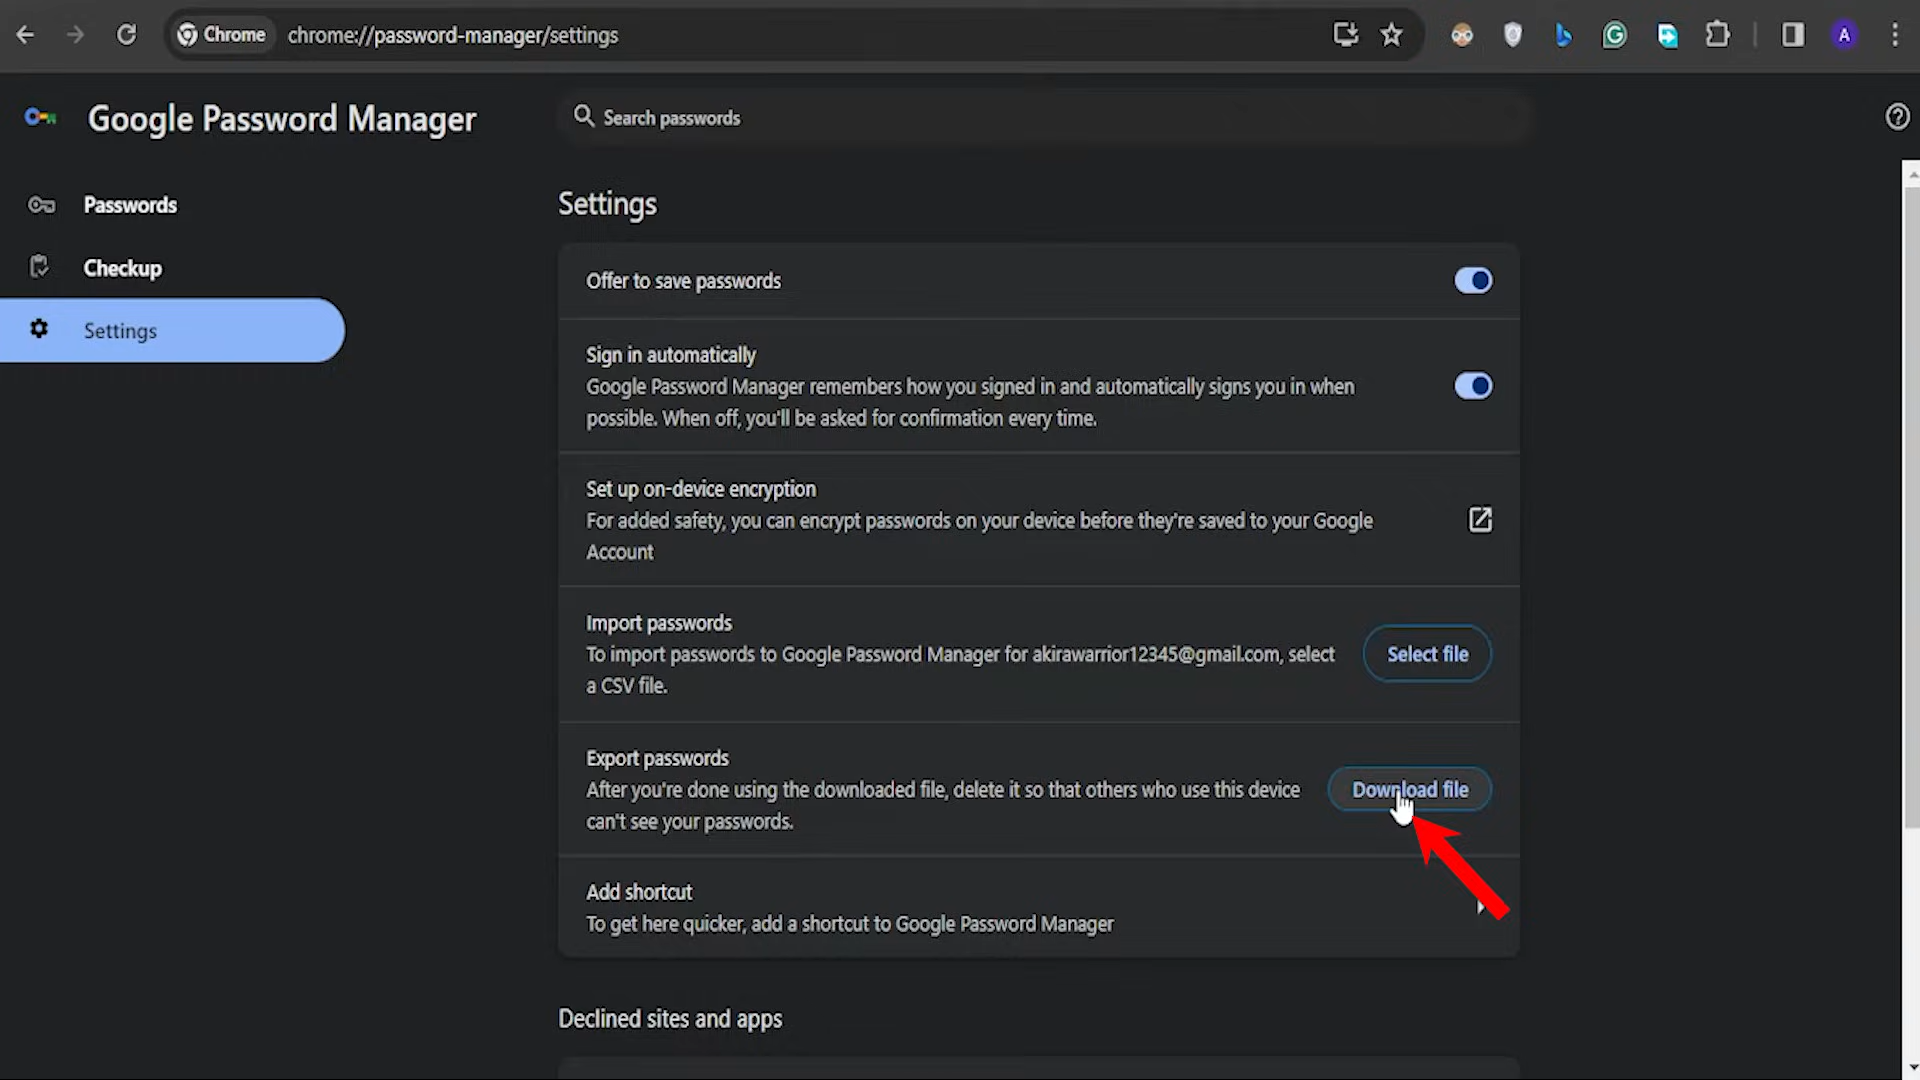 Chrome
chrome://password-manager/settings
A
Google Password Manager
Search passwords
Passwords
Checkup
Settings
Settings
Offer to save passwords
Sign in automatically
Google Password Manager remembers how you signed in and automatically signs you in when
possible. When off, you'll be asked for confirmation every time.
Set up on-device encryption
For added safety, you can encrypt passwords on your device before they're saved to your Google
Account
Import passwords
To import passwords to Google Password Manager for akirawarrior12345@gmail.com, select
a CSV file.
Select file
Export passwords
After you're done using the downloaded file, delete it so that others who use this device
can't see your passwords.
Download file
Add shortcut
To get here quicker, add a shortcut to Google Password Manager
Declined sites and apps